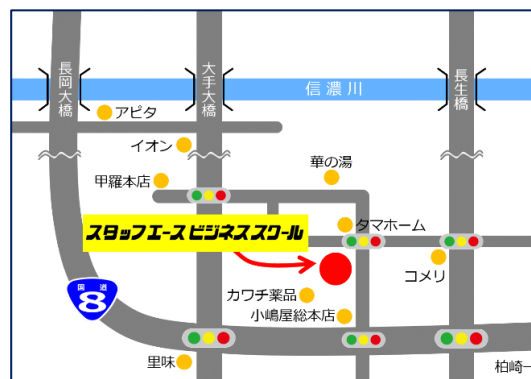 長岡大橋
大手大橋
信濃川
長生橋
アピタ
イオン
甲羅本店
華の湯
スタッフエース ビジネススクール
タマホーム
コメリ
カワチ薬品
小嶋屋総本店
国道
8
里味
柏崎